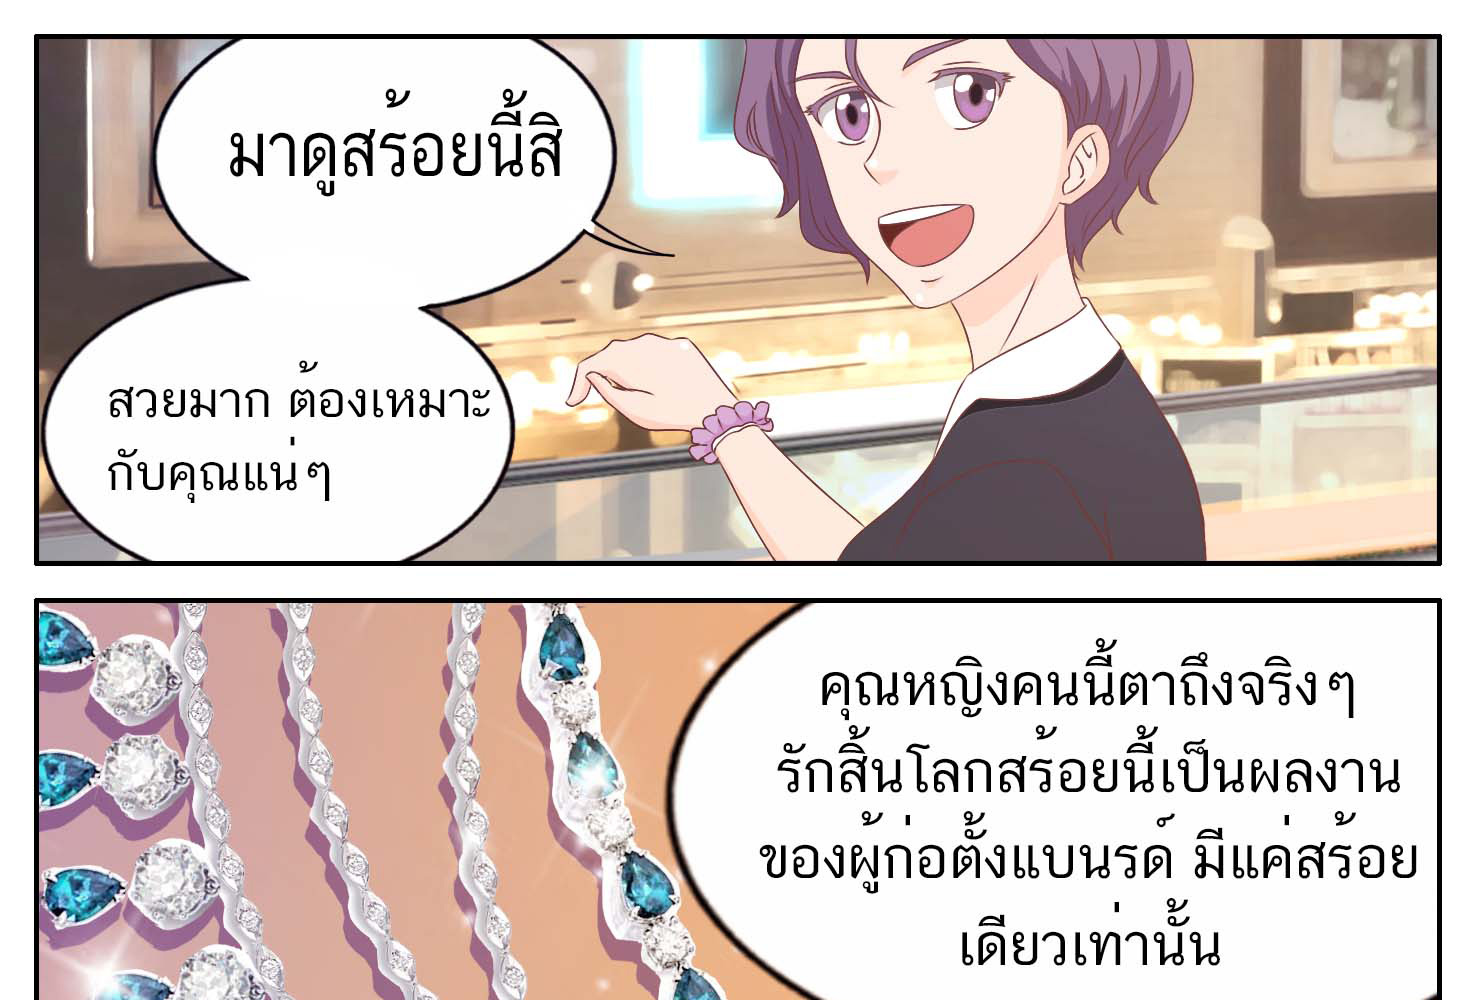 มาดูสร้อยนี้สิ
สวยมาก ต้องเหมาะ
กับคุณแน่ๆ
คุณหญิงคนนี้ตาถึงจริงๆ
รักสิ้นโลกสร้อยนี้เป็นผลงาน
ของผู้ก่อตั้งแบนรด์ มีแค่สร้อย
เดียวเท่านั้น